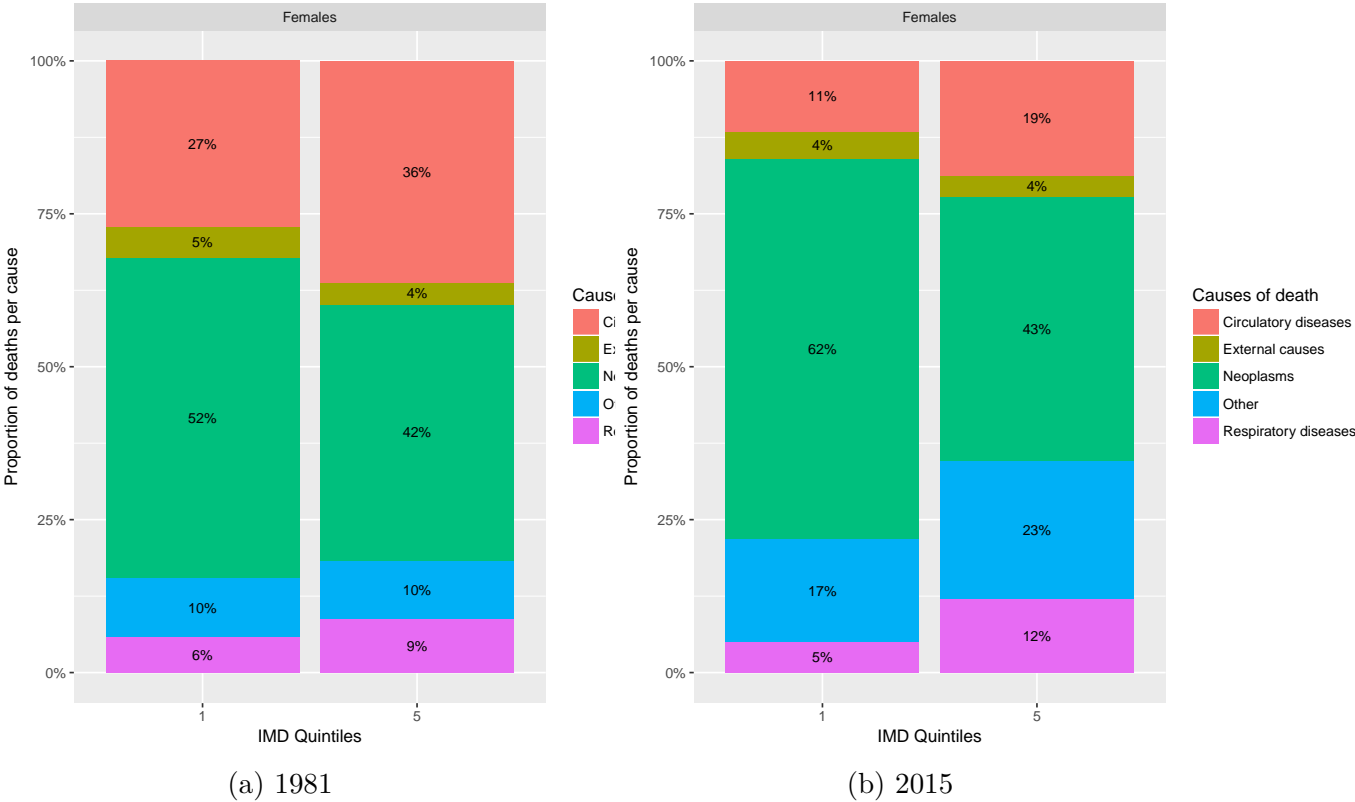 Females
100%
75%
50%
25%
0%
Proportion of deaths per cause
27%
5%
52%
10%
6%
36%
4%
42%
10%
9%
1
5
IMD Quintiles
(a) 1981
Females
100%
75%
50%
25%
0%
Proportion of deaths per cause
11%
4%
62%
17%
5%
19%
4%
43%
23%
12%
1
5
IMD Quintiles
Causes of death
Circulatory diseases
External causes
Neoplasms
Other
Respiratory diseases
(b) 2015